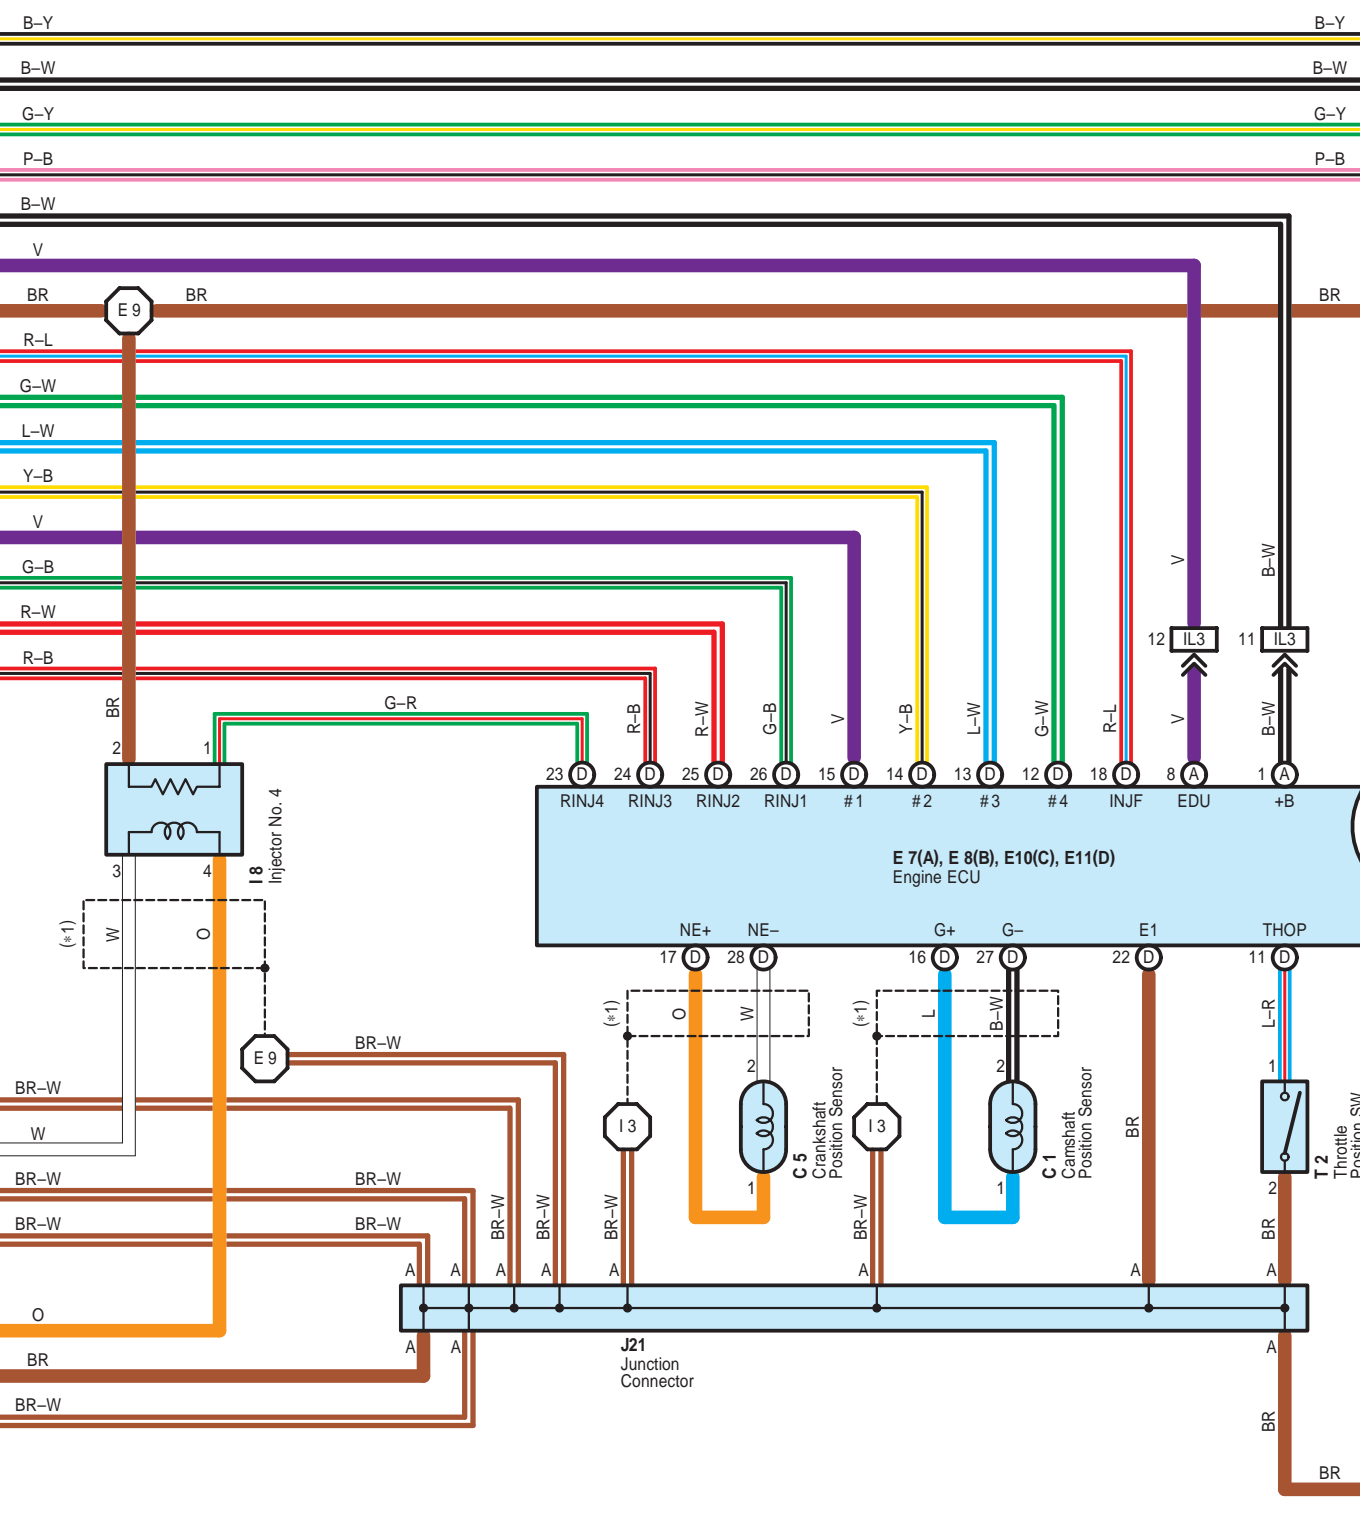 B–Y B–Y
B–W B–W
G–Y G–Y
P–B P–B
B–W
V
BR BR BR
E 9
R–L
G–W
L–W
Y–B
V
G–B
R–W
R–B
V B–W
12 IL3 11 IL3
BR G–R R–B R–W G–B V Y–B L–W G–W R–L V B–W
2 1
23 D 24 D 25 D 26 D 15 D 14 D 13 D 12 D 18 D 8 A 1 A
RINJ4 RINJ3 RINJ2 RINJ1 #1 #2 #3 #4 INJF EDU +B
I 8
Injector No. 4
3 4
E 7(A), E 8(B), E10(C), E11(D)
Engine ECU
(*1) W O
NE+ NE– G+ G– E1 THOP
17 D 28 D 16 D 27 D 22 D 11 D
(*1) O W (*1) L B–W L–R
E 9 BR–W
2 2 1
BR–W
I 3 I 3
W
C 5
Crankshaft
Position Sensor
C 1
Camshaft
Position Sensor
BR
T 2
Throttle
Position SW
1 1 2
BR–W BR–W
BR–W BR–W BR–W BR–W BR–W BR–W BR
A A A A A A A A
O
A A A
J21
Junction
Connector
BR
BR–W
BR
BR